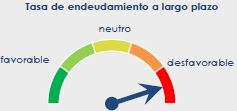 Tasa de endeudamiento a largo plazo
neutro
favorable
desfavorable